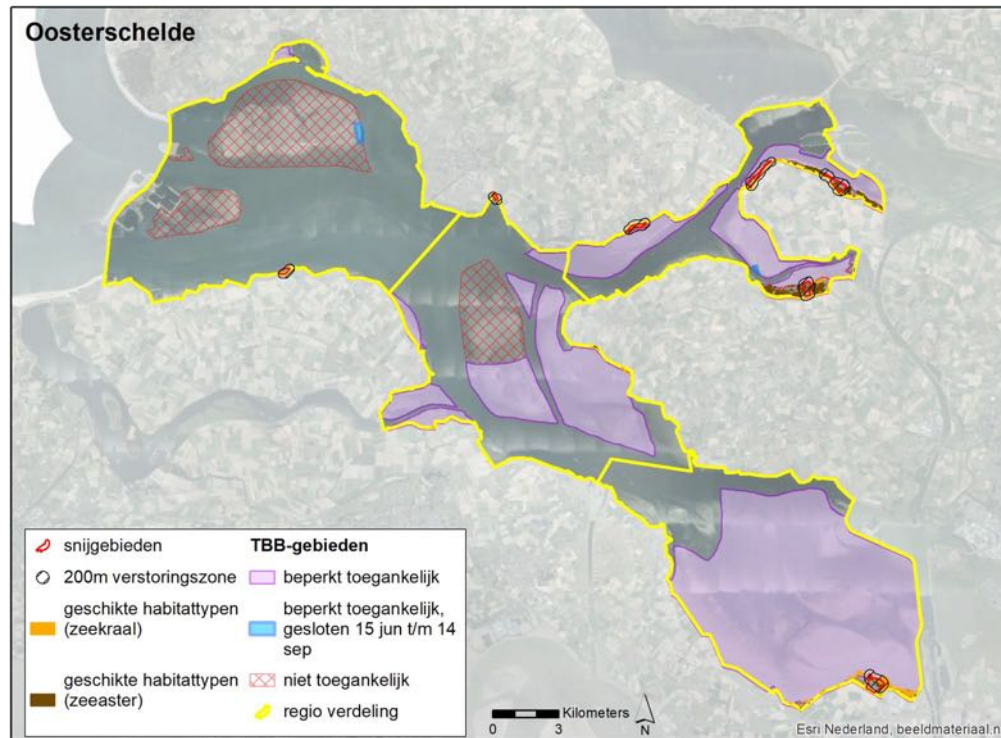 Oosterschelde
snijgebieden
200m verstoringszone
geschikte habitattypen
(zeekraal)
geschikte habitattypen
(zeeaster)
TBB-gebieden
beperkt toegankelijk
beperkt toegankelijk,
gesloten 15 jun t/m 14
sep
niet toegankelijk
regio verdeling
Kilometers
0 3
N
Esri Nederland, beeldmateriaal.n